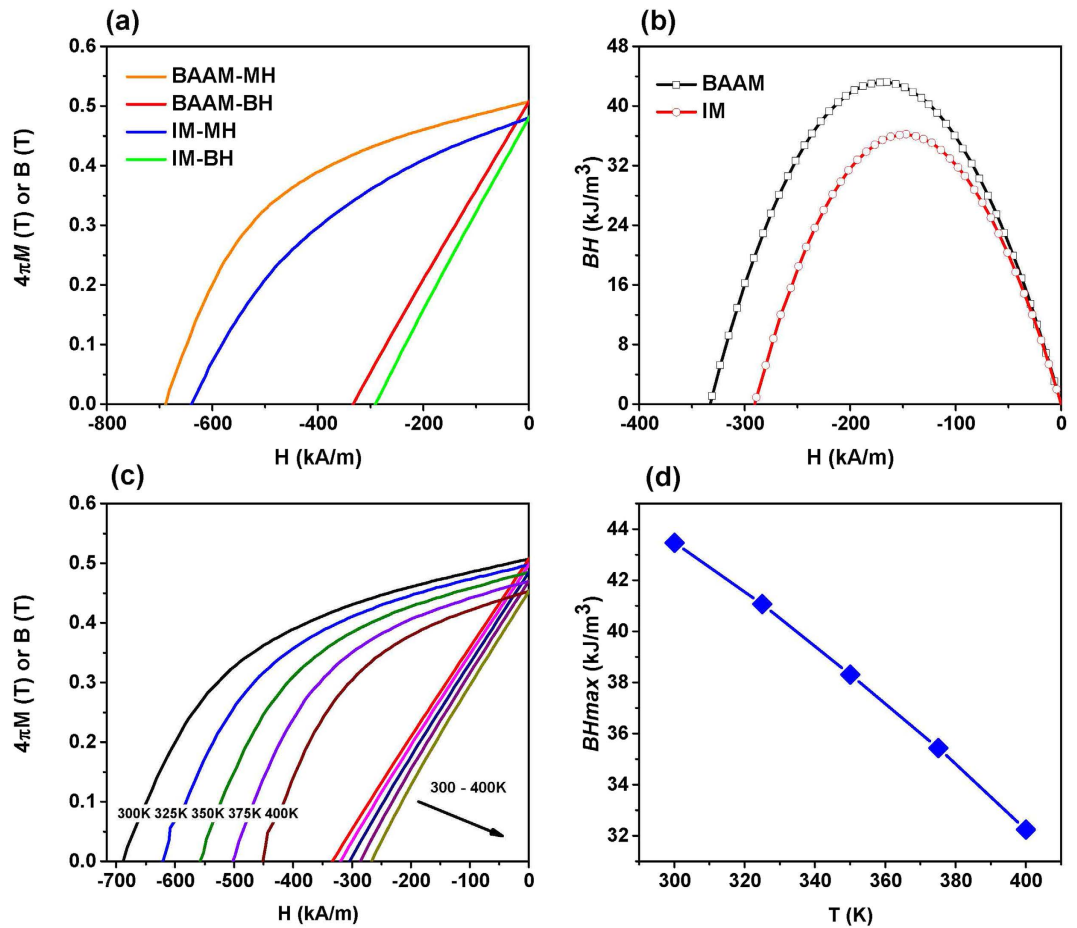 (a)
4πM (T) or B (T)
0.6
0.5
0.4
0.3
0.2
0.1
0.0
BAAM-MH
BAAM-BH
IM-MH
IM-BH
-800 -600 -400 -200 0
H (kA/m)
(b)
BH (kJ/m³)
48
40
32
24
16
8
0
BAAM
IM
-400 -300 -200 -100 0
H (kA/m)
(c)
4πM (T) or B (T)
0.6
0.5
0.4
0.3
0.2
0.1
0.0
300K 325K 350K 375K 400K
300 - 400K
-700 -600 -500 -400 -300 -200 -100 0
H (kA/m)
(d)
BHmax (kJ/m³)
44
42
40
38
36
34
32
300 320 340 360 380 400
T (K)